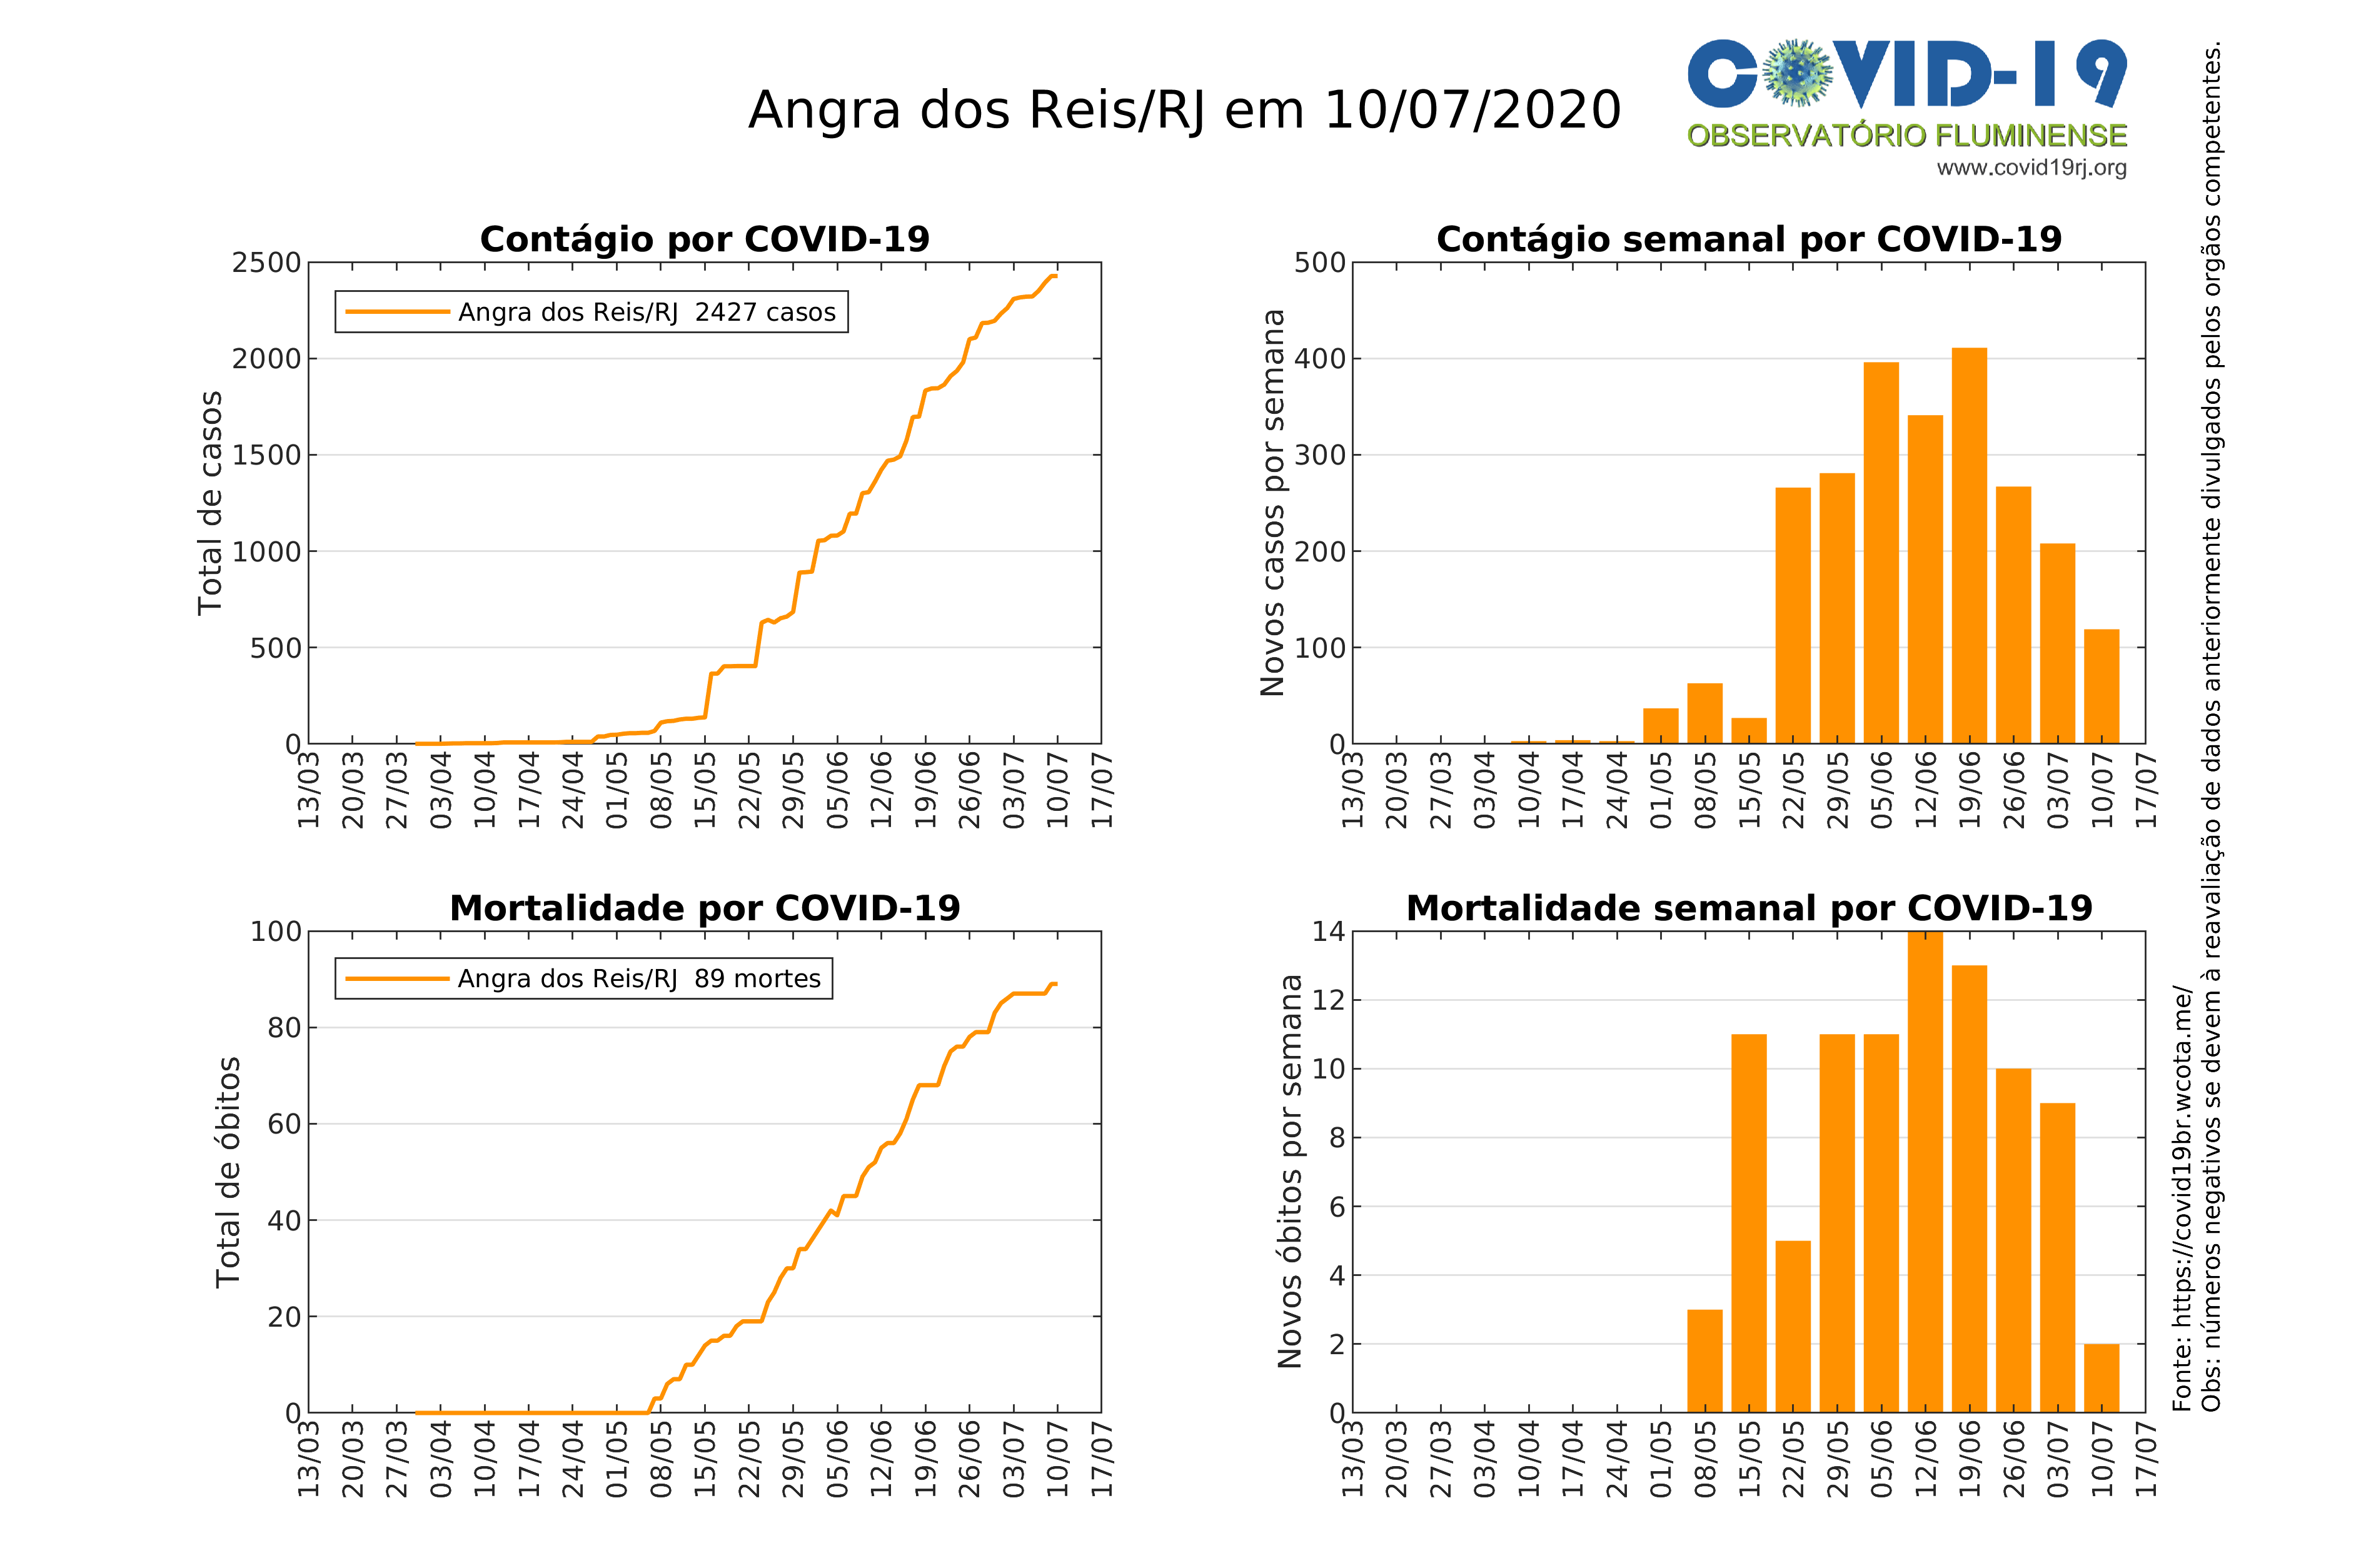 Angra dos Reis/RJ em 10/07/2020
COVID-19
OBSERVATÓRIO FLUMINENSE
www.covid19rj.org
Contágio por COVID-19
Total de casos
2500
2000
1500
1000
500
0
Angra dos Reis/RJ 2427 casos
13/03 20/03 27/03 03/04 10/04 17/04 24/04 01/05 08/05 15/05 22/05 29/05 05/06 12/06 19/06 26/06 03/07 10/07 17/07
Contágio semanal por COVID-19
Novos casos por semana
500
400
300
200
100
0
13/03 20/03 27/03 03/04 10/04 17/04 24/04 01/05 08/05 15/05 22/05 29/05 05/06 12/06 19/06 26/06 03/07 10/07 17/07
Mortalidade por COVID-19
Total de óbitos
100
80
60
40
20
0
Angra dos Reis/RJ 89 mortes
13/03 20/03 27/03 03/04 10/04 17/04 24/04 01/05 08/05 15/05 22/05 29/05 05/06 12/06 19/06 26/06 03/07 10/07 17/07
Mortalidade semanal por COVID-19
Novos óbitos por semana
14
12
10
8
6
4
2
0
13/03 20/03 27/03 03/04 10/04 17/04 24/04 01/05 08/05 15/05 22/05 29/05 05/06 12/06 19/06 26/06 03/07 10/07 17/07
Fonte: https://covid19br.wcota.me/
Obs: números negativos se devem à reavaliação de dados anteriormente divulgados pelos orgãos competentes.